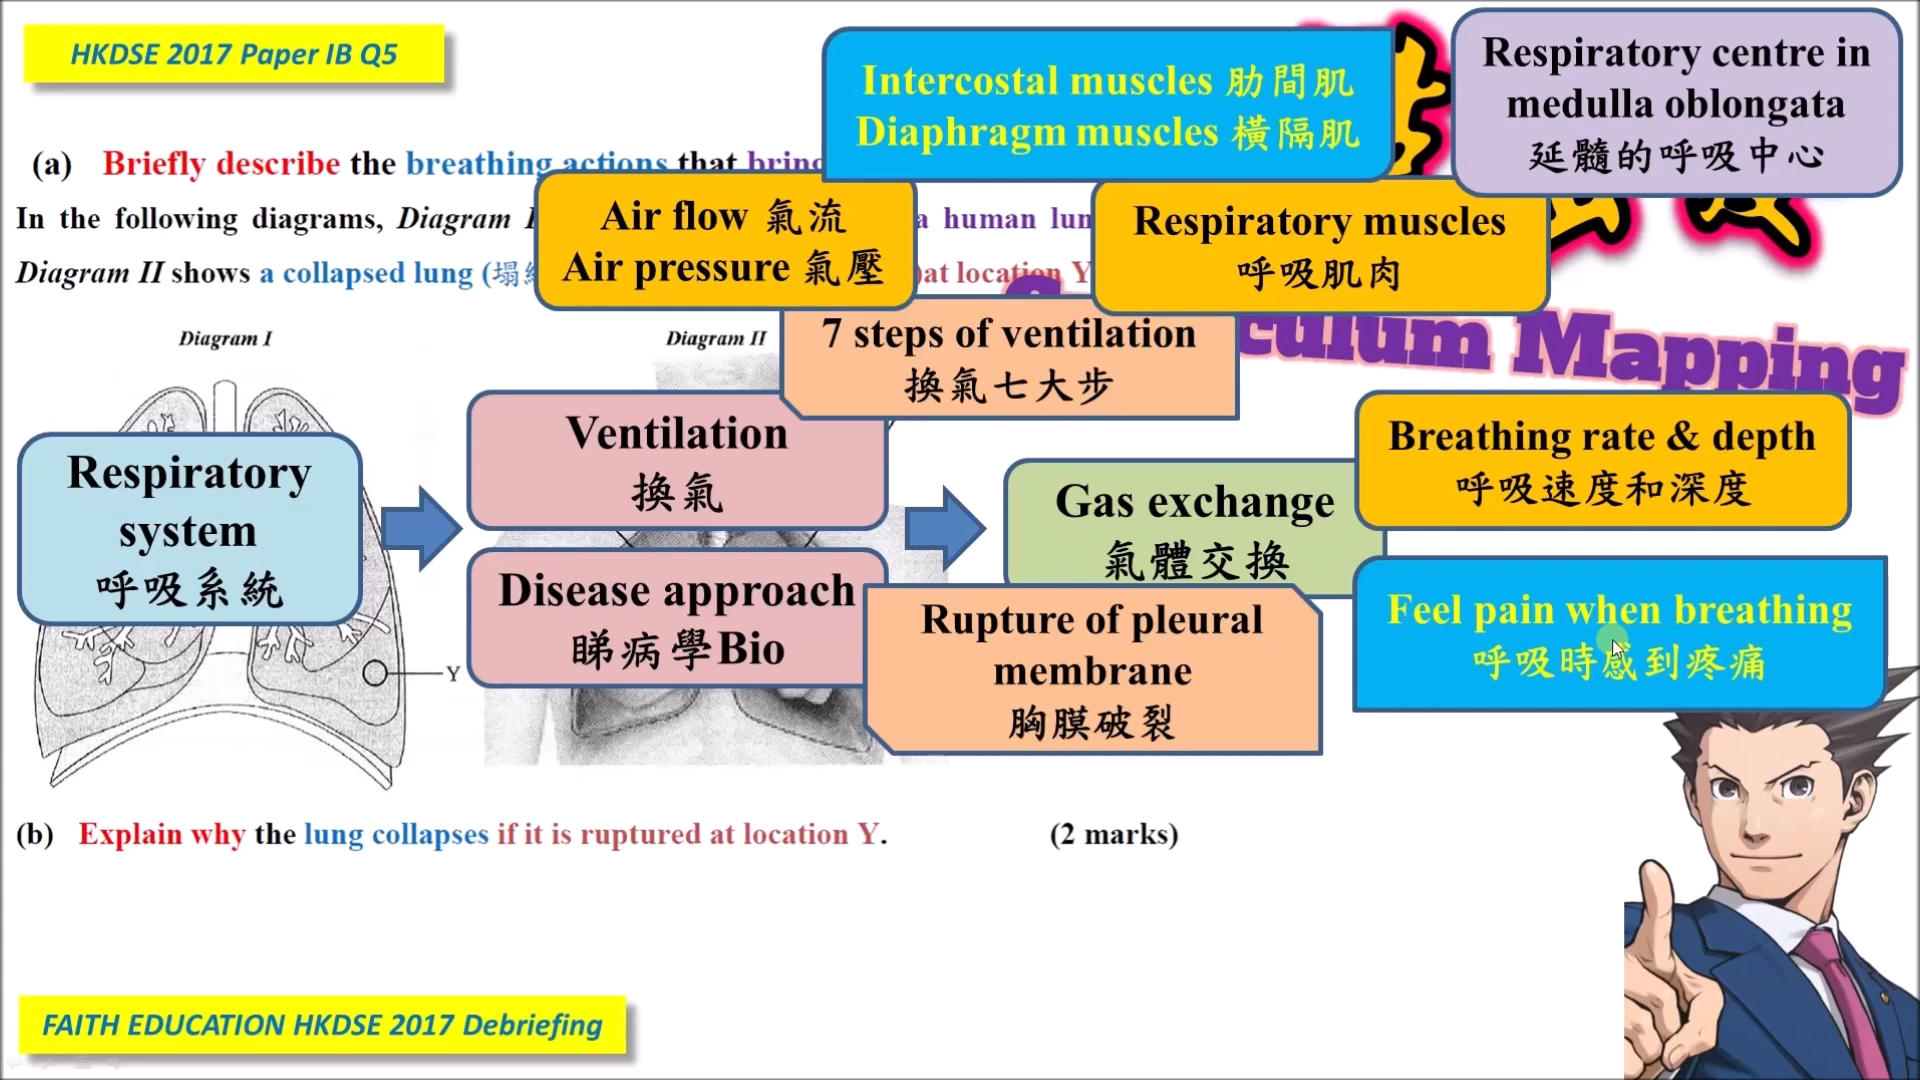 HKDSE 2017 Paper IB Q5
Intercostal muscles 肋間肌
Diaphragm muscles 橫隔肌
Respiratory centre in
medulla oblongata
延髓的呼吸中心
(a) Briefly describe the breathing actions that bring
In the following diagrams, Diagram I a human lun
Diagram II shows a collapsed lung (塌 )at location Y
Air flow 氣流
Air pressure 氣壓
Respiratory muscles
呼吸肌肉
culum Mapping
Diagram I
Diagram II
7 steps of ventilation
換氣七大步
Respiratory
system
呼吸系統
Ventilation
換氣
Disease approach
睇病學Bio
Gas exchange
氣體交換
Breathing rate & depth
呼吸速度和深度
Rupture of pleural
membrane
胸膜破裂
Feel pain when breathing
呼吸時感到疼痛
Y
(b) Explain why the lung collapses if it is ruptured at location Y. (2 marks)
FAITH EDUCATION HKDSE 2017 Debriefing